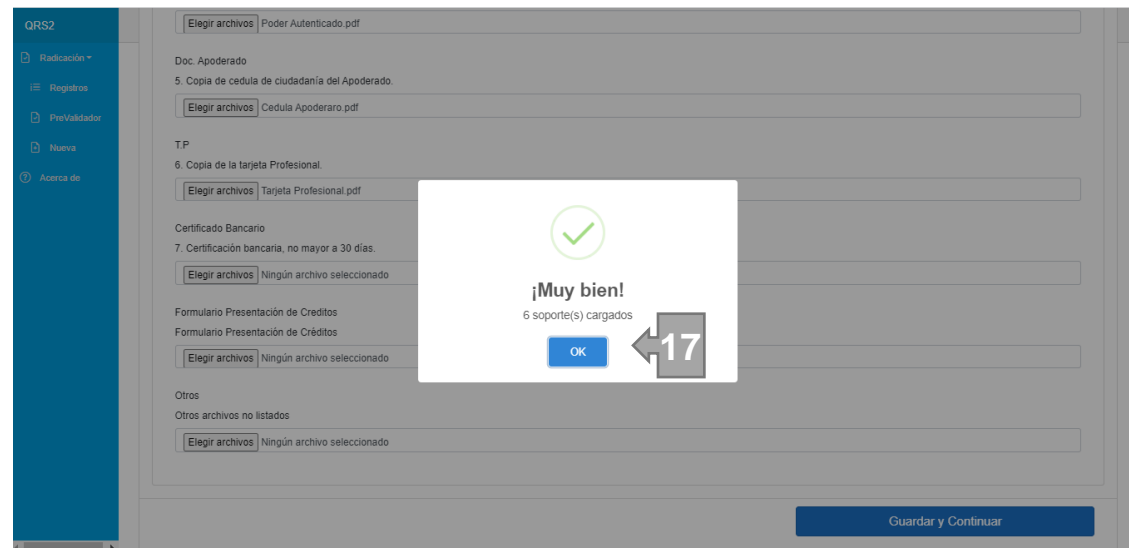 QRS2
Radicación
Registros
PreValidador
Nueva
Acerca de
Elegir archivos Poder Autenticado.pdf
Doc. Apoderado
5. Copia de cedula de ciudadanía del Apoderado.
Elegir archivos Cedula Apoderaro.pdf
T.P
6. Copia de la tarjeta Profesional.
Elegir archivos Tarjeta Profesional.pdf
Certificado Bancario
7. Certificación bancaria, no mayor a 30 días.
Elegir archivos Ningún archivo seleccionado
Formulario Presentación de Creditos
Formulario Presentación de Créditos
Elegir archivos Ningún archivo seleccionado
Otros
Otros archivos no listados
Elegir archivos Ningún archivo seleccionado
¡Muy bien!
6 soporte(s) cargados
OK
17
Guardar y Continuar